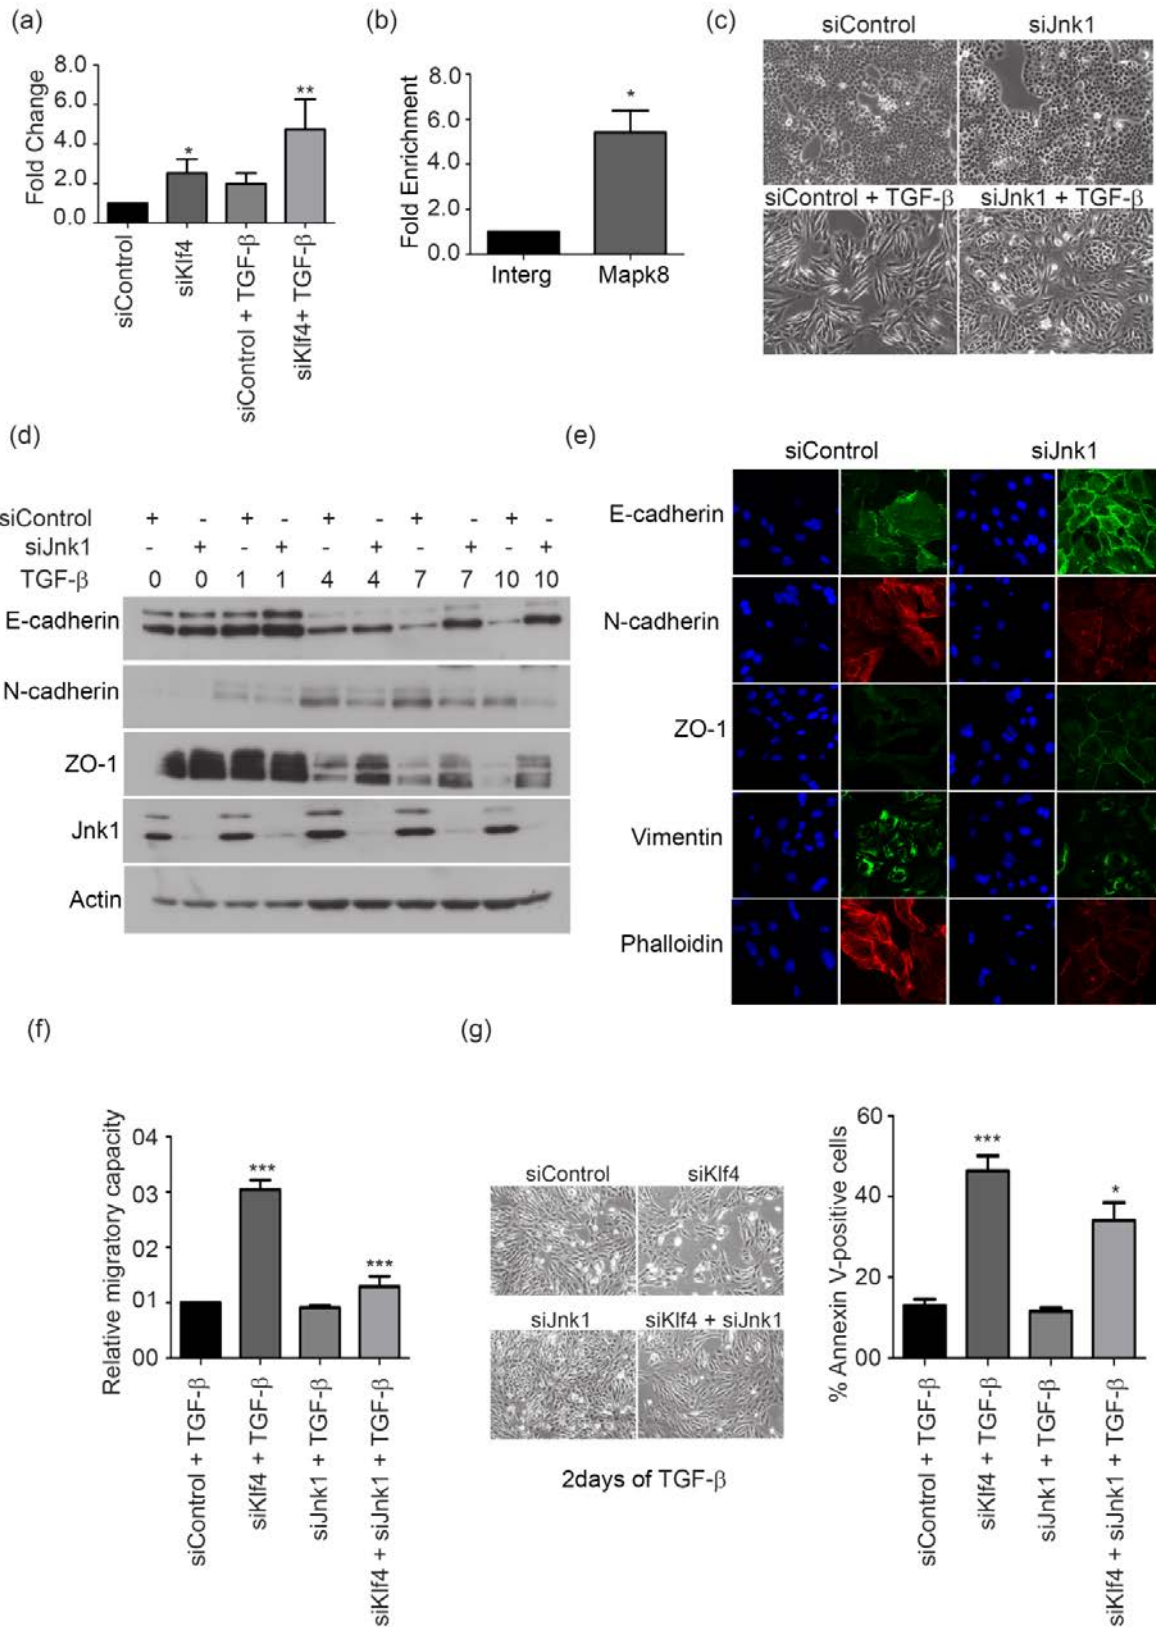 (a)
Fold Change
8.0
6.0
4.0
2.0
0.0
*
**
siControl
siKlf4
siControl + TGF-β
siKlf4+ TGF-β
(b)
Fold Enrichment
8.0
6.0
4.0
2.0
0.0
*
Interg
Mapk8
(c)
siControl
siJnk1
siControl + TGF-β
siJnk1 + TGF-β
(d)
siControl + - + - + - + - + -
siJnk1 - + - + - + - + - +
TGF-β 0 0 1 1 4 4 7 7 10 10
E-cadherin
N-cadherin
ZO-1
Jnk1
Actin
(e)
siControl
siJnk1
E-cadherin
N-cadherin
ZO-1
Vimentin
Phalloidin
(f)
Relative migratory capacity
04
03
02
01
00
***
***
siControl + TGF-β
siKlf4 + TGF-β
siJnk1 + TGF-β
siKlf4 + siJnk1 + TGF-β
(g)
siControl
siKlf4
siJnk1
siKlf4 + siJnk1
2days of TGF-β
% Annexin V-positive cells
60
40
20
00
***
*
siControl + TGF-β
siKlf4 + TGF-β
siJnk1 + TGF-β
siKlf4 + siJnk1 + TGF-β